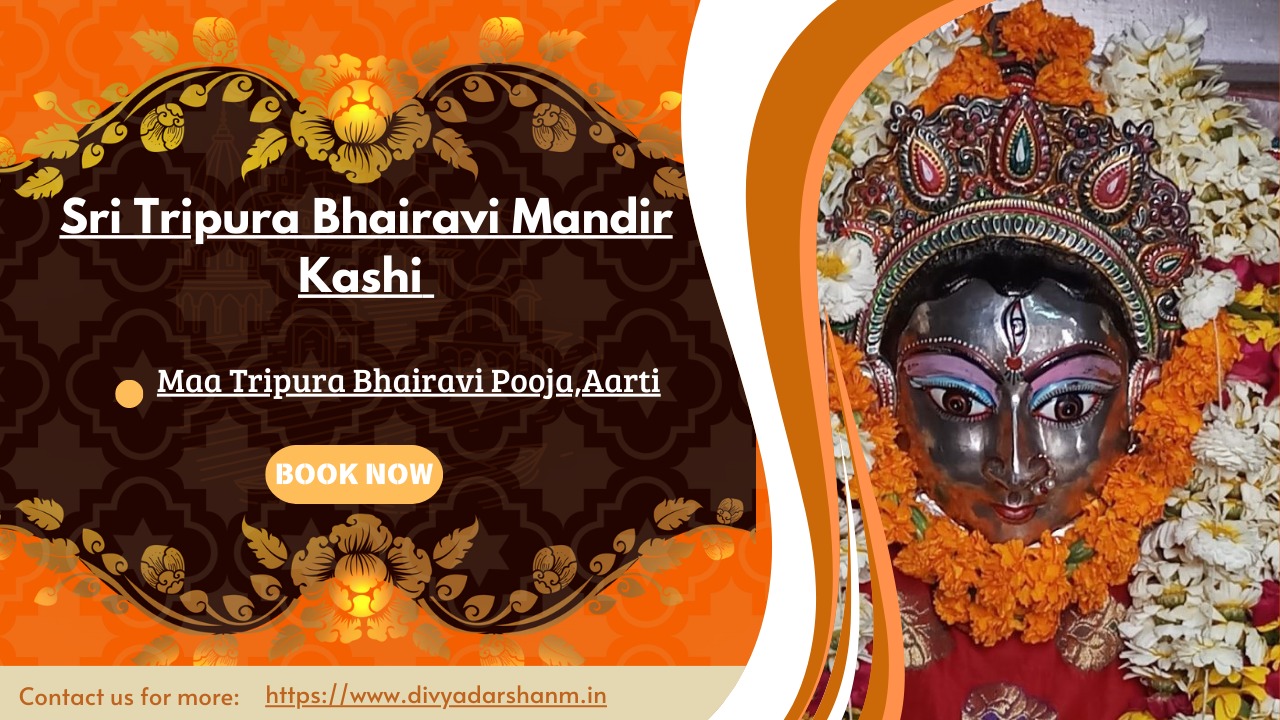 Sri Tripura Bhairavi Mandir
Kashi
Maa Tripura Bhairavi Pooja,Aarti
BOOK NOW
Contact us for more: https://www.divyadarshanm.in